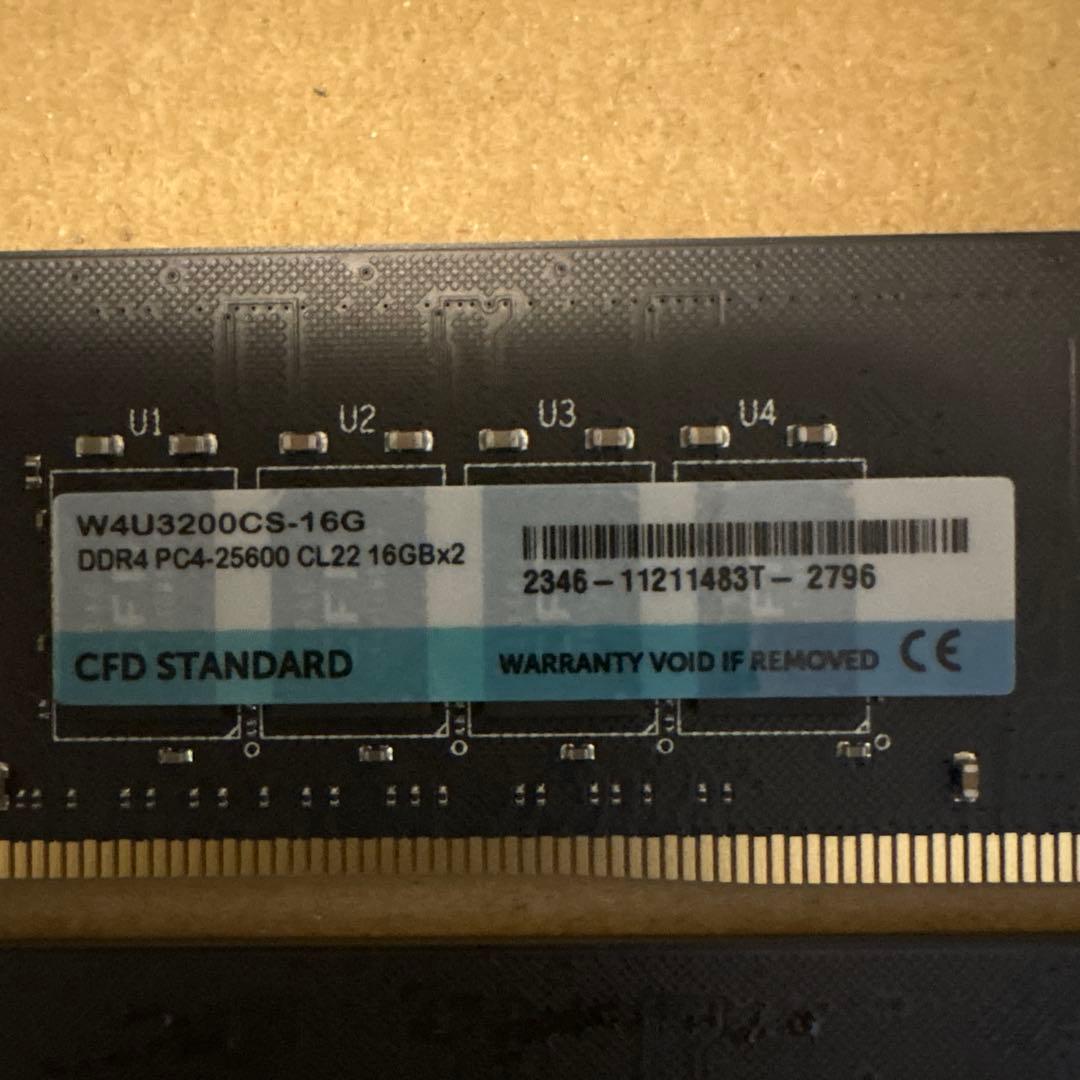 U1 U2 U3 U4
W4U3200CS-16G
DDR4 PC4-25600 CL22 16GBx2
2346-11211483T- 2796
CFD STANDARD
WARRANTY VOID IF REMOVED CE